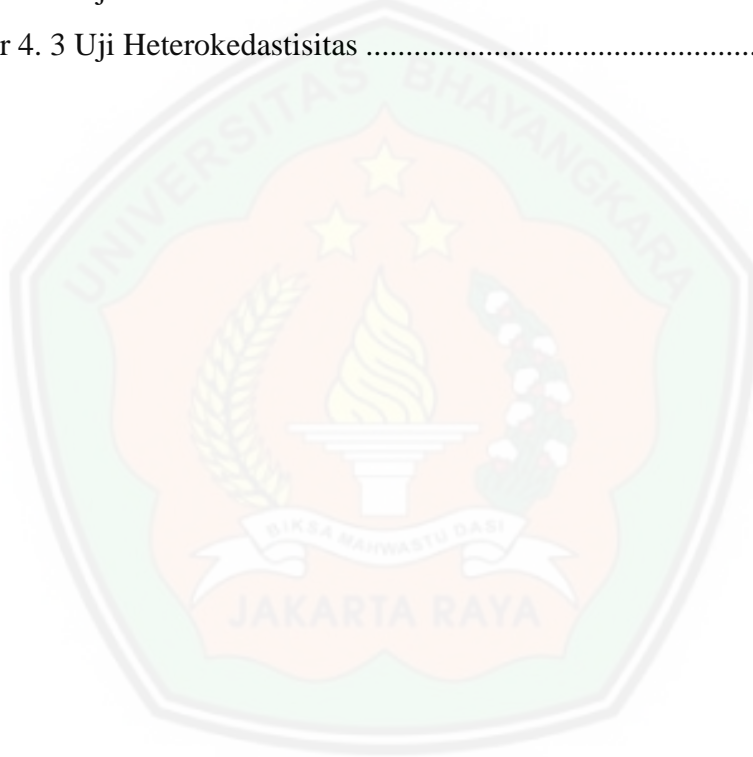 r 4. 3 Uji Heterokedastisitas ...............................................
UNIVERSITAS BHAYANGKARA
BIKSA MAHWASTU DASI
JAKARTA RAYA